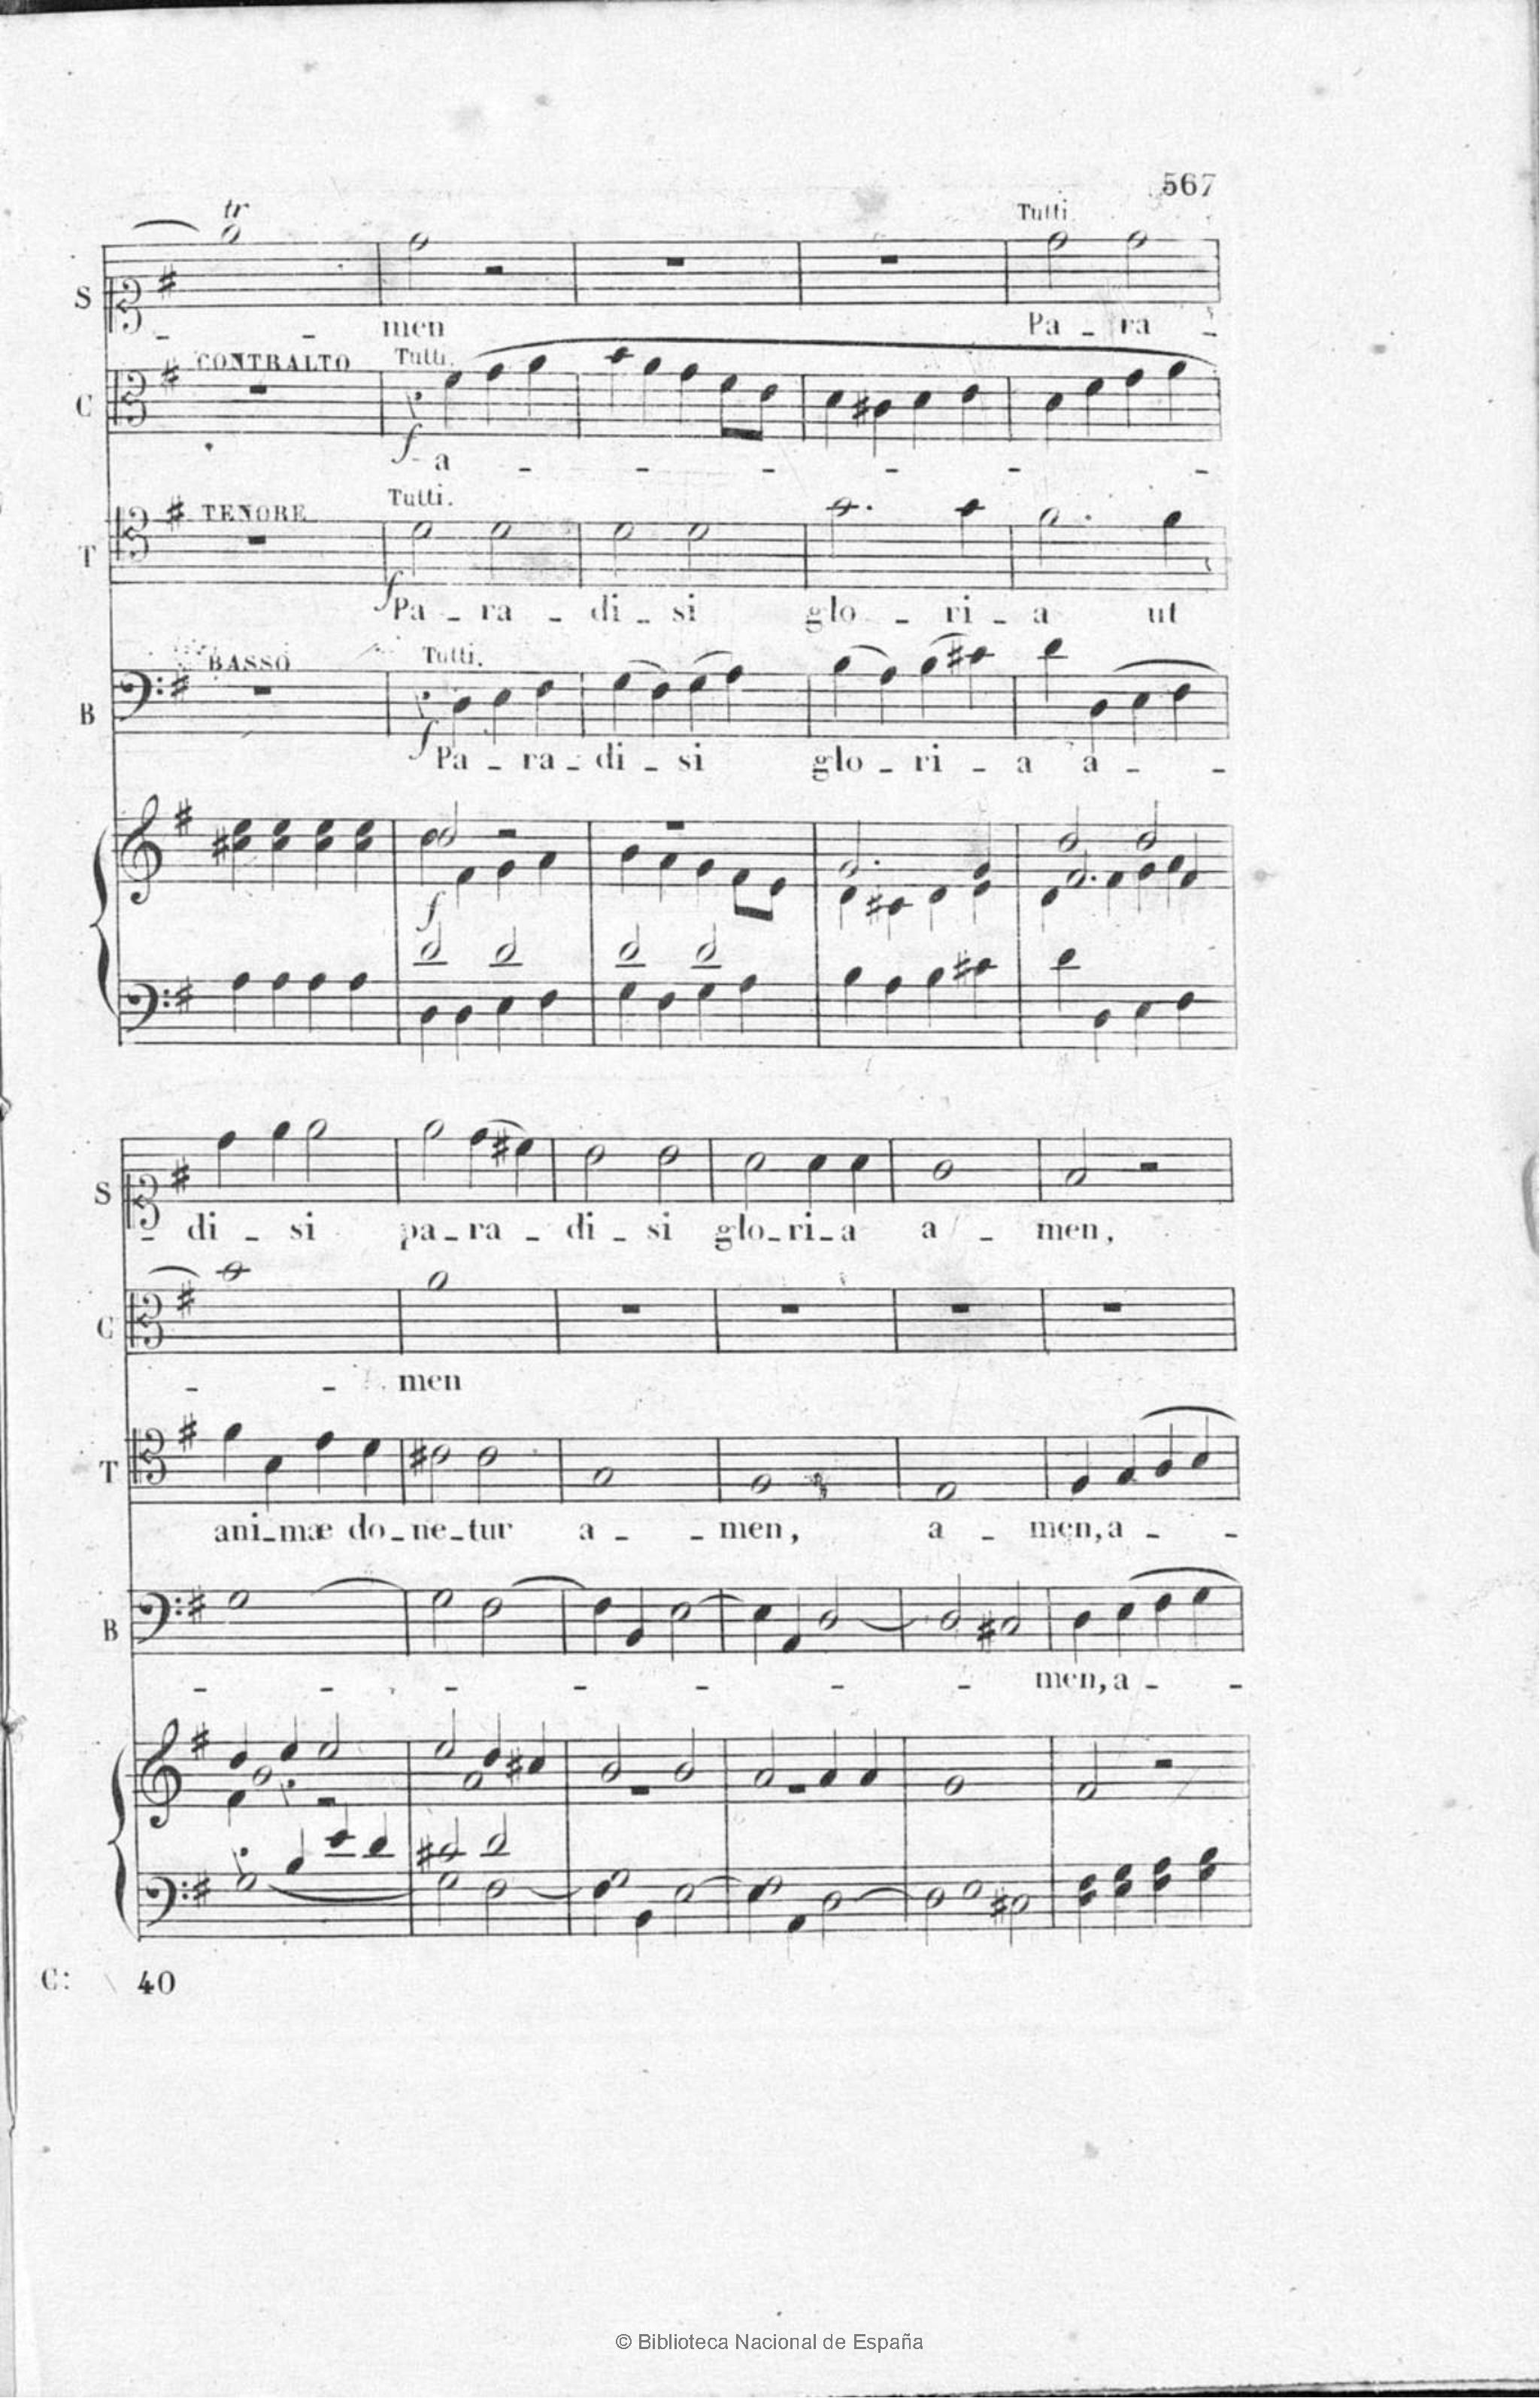 567
tr
Tutti
S
_ _ men Pa _ ra _
CONTRALTO Tutti.
C
f a _ _ _ _ _ _
TENORE Tutti.
T
f Pa _ ra _ di _ si glo _ ri _ a ut
BASSO Tutti.
B
f Pa _ ra _ di _ si glo _ ri _ a a _ _
f
S
_ di _ si pa _ ra _ di _ si glo _ ri _ a a _ men,
C
_ _ men
T
ani _ mæ do _ ne _ tur a _ _ men, a _ men, a _ _
B
_ _ _ _ _ _ _ men, a _ _
C: 40
© Biblioteca Nacional de España